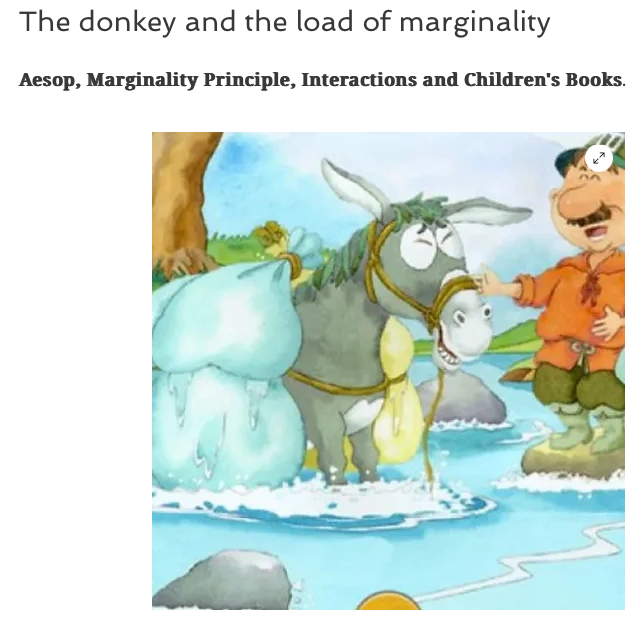 The donkey and the load of marginality
Aesop, Marginality Principle, Interactions and Children's Books.